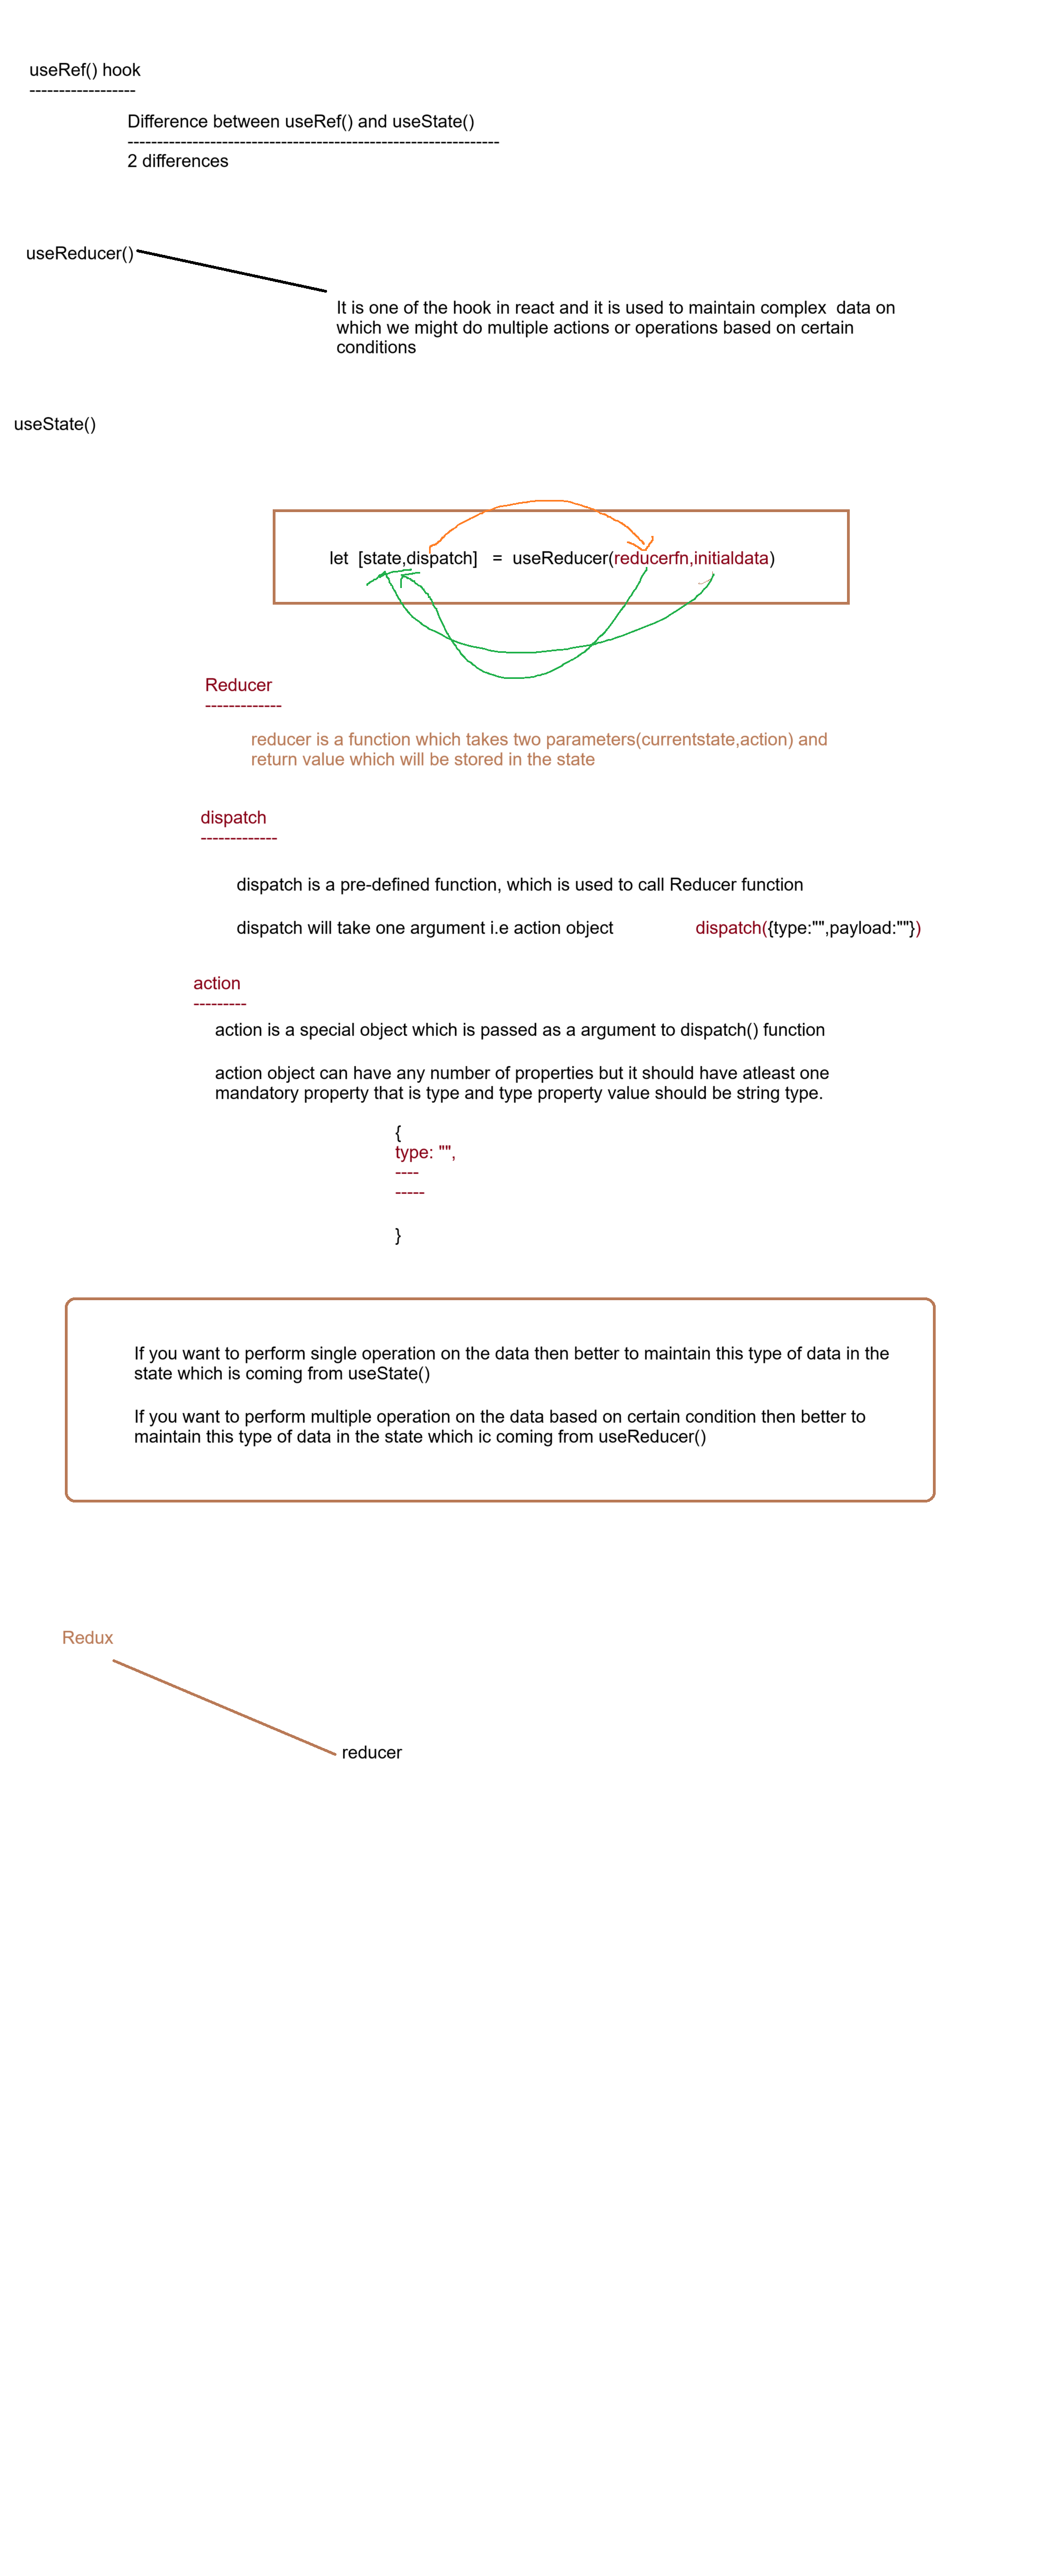 useRef() hook
------------------
Difference between useRef() and useState()
---------------------------------------------------------------
2 differences
useReducer()
It is one of the hook in react and it is used to maintain complex  data on
which we might do multiple actions or operations based on certain
conditions
useState()
let  [state,dispatch]   =  useReducer(reducerfn,initialdata)
Reducer
-------------
reducer is a function which takes two parameters(currentstate,action) and
return value which will be stored in the state
dispatch
-------------
dispatch is a pre-defined function, which is used to call Reducer function
dispatch will take one argument i.e action object    dispatch({type:"",payload:""})
action
---------
action is a special object which is passed as a argument to dispatch() function
action object can have any number of properties but it should have atleast one
mandatory property that is type and type property value should be string type.
{
type: "",
----
-----
}
If you want to perform single operation on the data then better to maintain this type of data in the
state which is coming from useState()
If you want to perform multiple operation on the data based on certain condition then better to
maintain this type of data in the state which ic coming from useReducer()
Redux
reducer